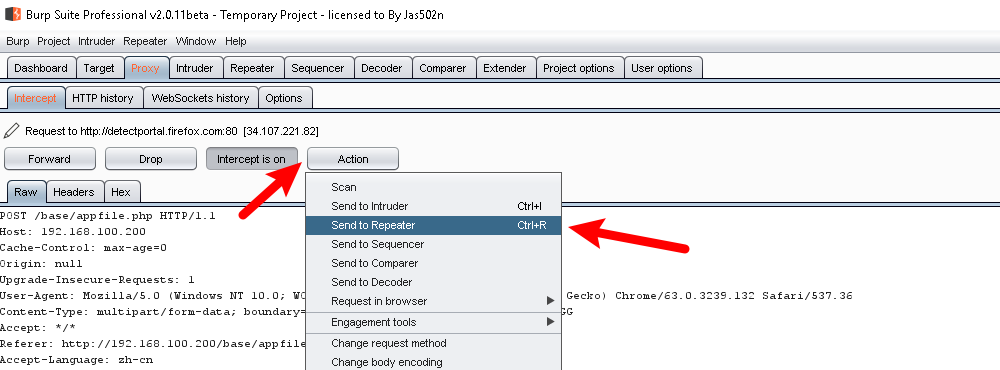 Burp Suite Professional v2.0.11beta - Temporary Project - licensed to By Jas502n
Burp Project Intruder Repeater Window Help
Dashboard Target Proxy Intruder Repeater Sequencer Decoder Comparer Extender Project options User options
Intercept HTTP history WebSockets history Options
Request to http://detectportal.firefox.com:80 [34.107.221.82]
Forward Drop Intercept is on Action
Raw Headers Hex
Scan
Send to Intruder Ctrl+I
Send to Repeater Ctrl+R
Send to Sequencer
Send to Comparer
Send to Decoder
Request in browser
Engagement tools
Change request method
Change body encoding
POST /base/appfile.php HTTP/1.1
Host: 192.168.100.200
Cache-Control: max-age=0
Origin: null
Upgrade-Insecure-Requests: 1
User-Agent: Mozilla/5.0 (Windows NT 10.0; Gecko) Chrome/63.0.3239.132 Safari/537.36
Content-Type: multipart/form-data; boundary= GG
Accept: */*
Referer: http://192.168.100.200/base/appfile
Accept-Language: zh-cn